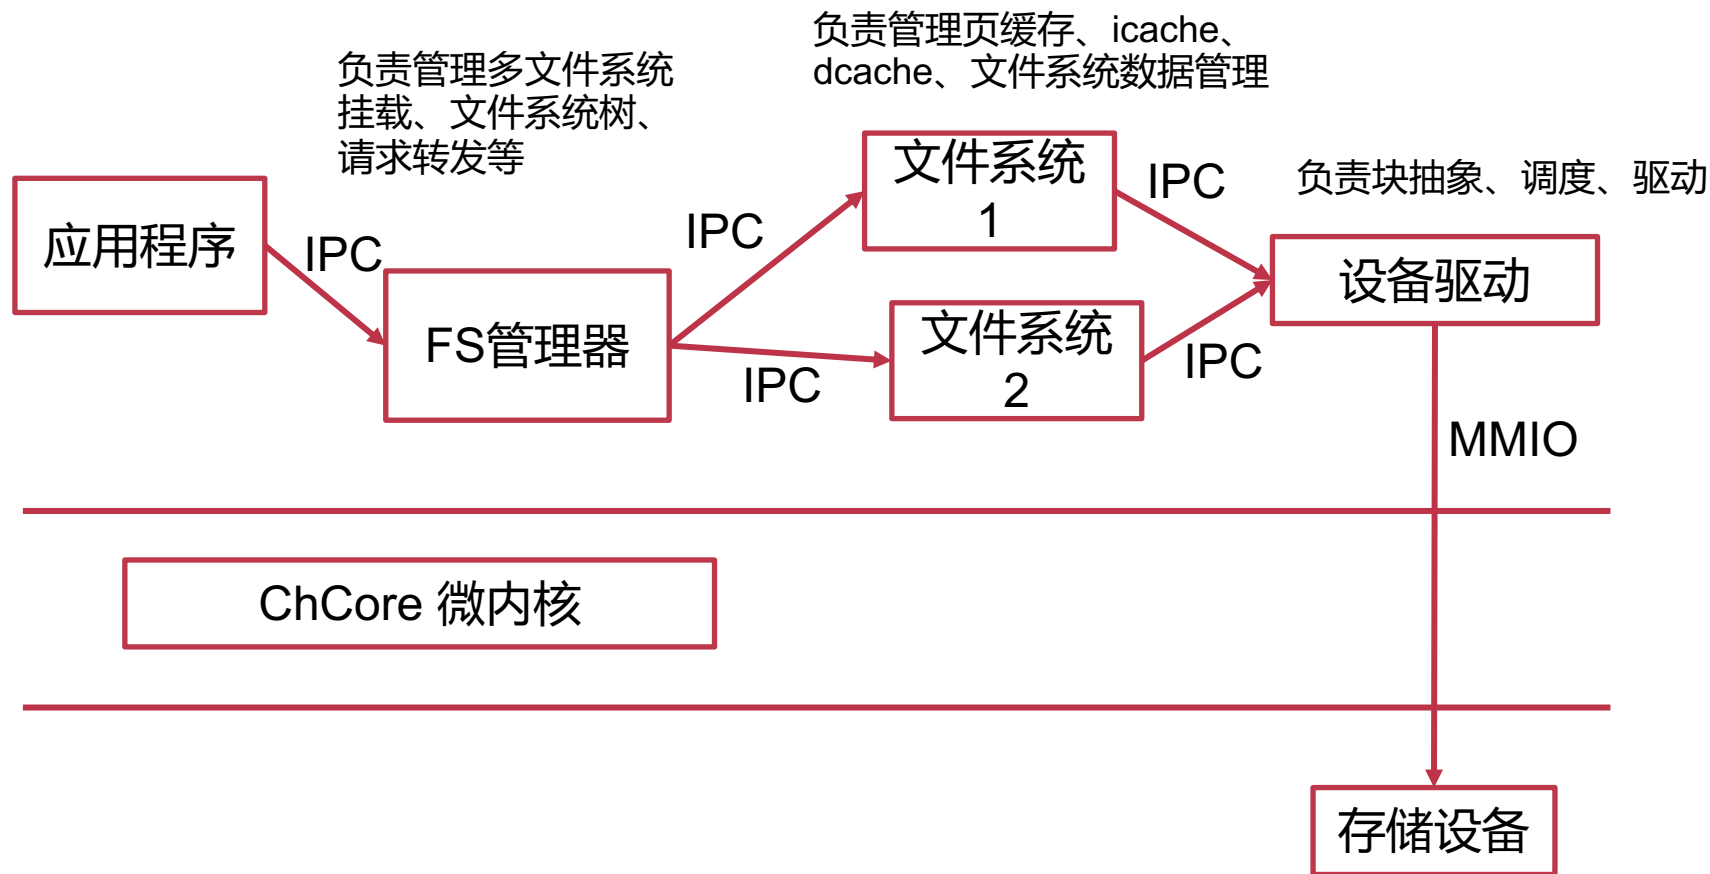 负责管理多文件系统
挂载、文件系统树、
请求转发等
负责管理页缓存、icache、
dcache、文件系统数据管理
负责块抽象、调度、驱动
应用程序
IPC
FS管理器
IPC
IPC
文件系统
1
文件系统
2
IPC
IPC
设备驱动
MMIO
ChCore 微内核
存储设备